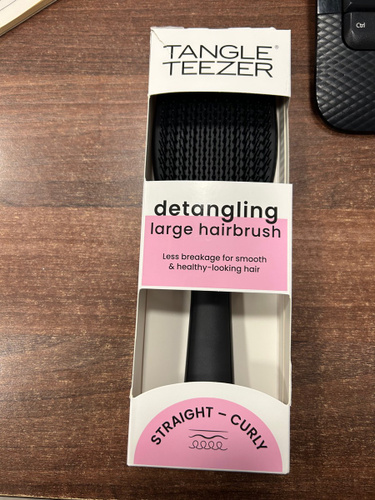 TANGLE®
TEEZER
Ctrl
detangling
large hairbrush
Less breakage for smooth
& healthy-looking hair
STRAIGHT – CURLY